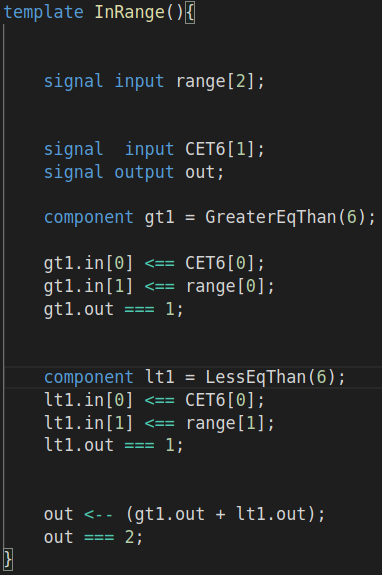 template InRange(){
signal input range[2];
signal  input CET6[1];
signal output out;
component gt1 = GreaterEqThan(6);
gt1.in[0] <== CET6[0];
gt1.in[1] <== range[0];
gt1.out === 1;
component lt1 = LessEqThan(6);
lt1.in[0] <== CET6[0];
lt1.in[1] <== range[1];
lt1.out === 1;
out <-- (gt1.out + lt1.out);
out === 2;
}